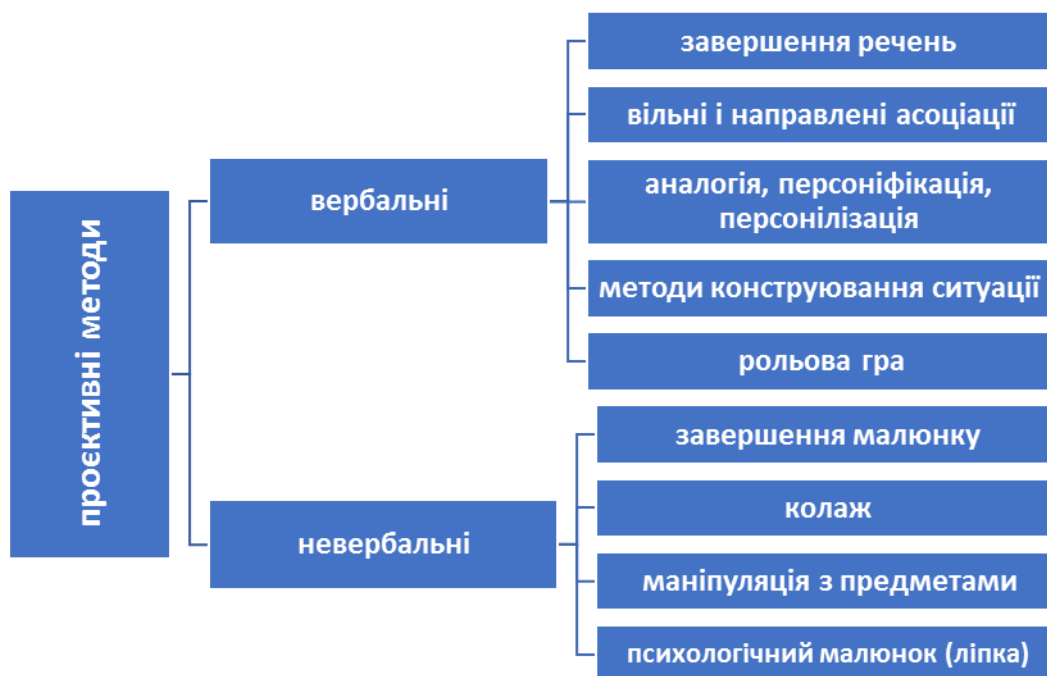 проєктивні методи
вербальні
завершення речень
вільні і направлені асоціації
аналогія, персоніфікація,
персонілізація
методи конструювання ситуації
рольова гра
невербальні
завершення малюнку
колаж
маніпуляція з предметами
психологічний малюнок (ліпка)